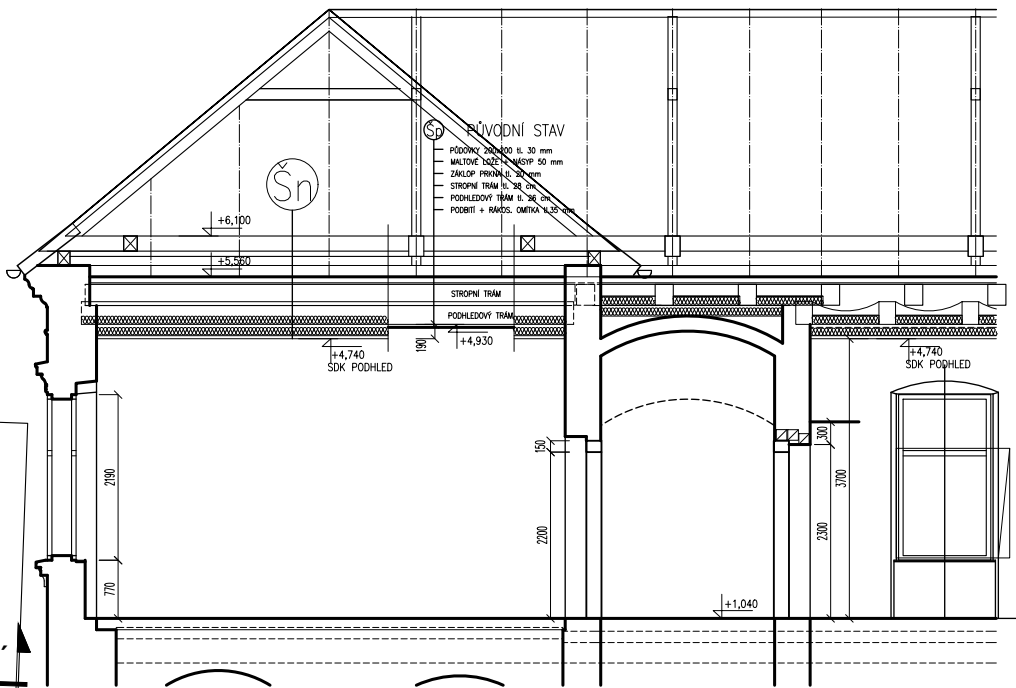 Šp PŮVODNÍ STAV
PŮDOVKY 200x200 tl. 30 mm
MALTOVÉ LOŽE + NÁSYP 50 mm
ZÁKLOP PRKNA tl. 20 mm
STROPNÍ TRÁM tl. 28 cm
PODHLEDOVÝ TRÁM tl. 26 cm
PODBITÍ + RÁKOS. OMÍTKA tl.35 mm
Šn
+6,100
+5,560
STROPNÍ TRÁM
PODHLEDOVÝ TRÁM
190
+4,930
+4,740
SDK PODHLED
+4,740
SDK PODHLED
150
300
2190
3700
2200
2300
770
+1,040